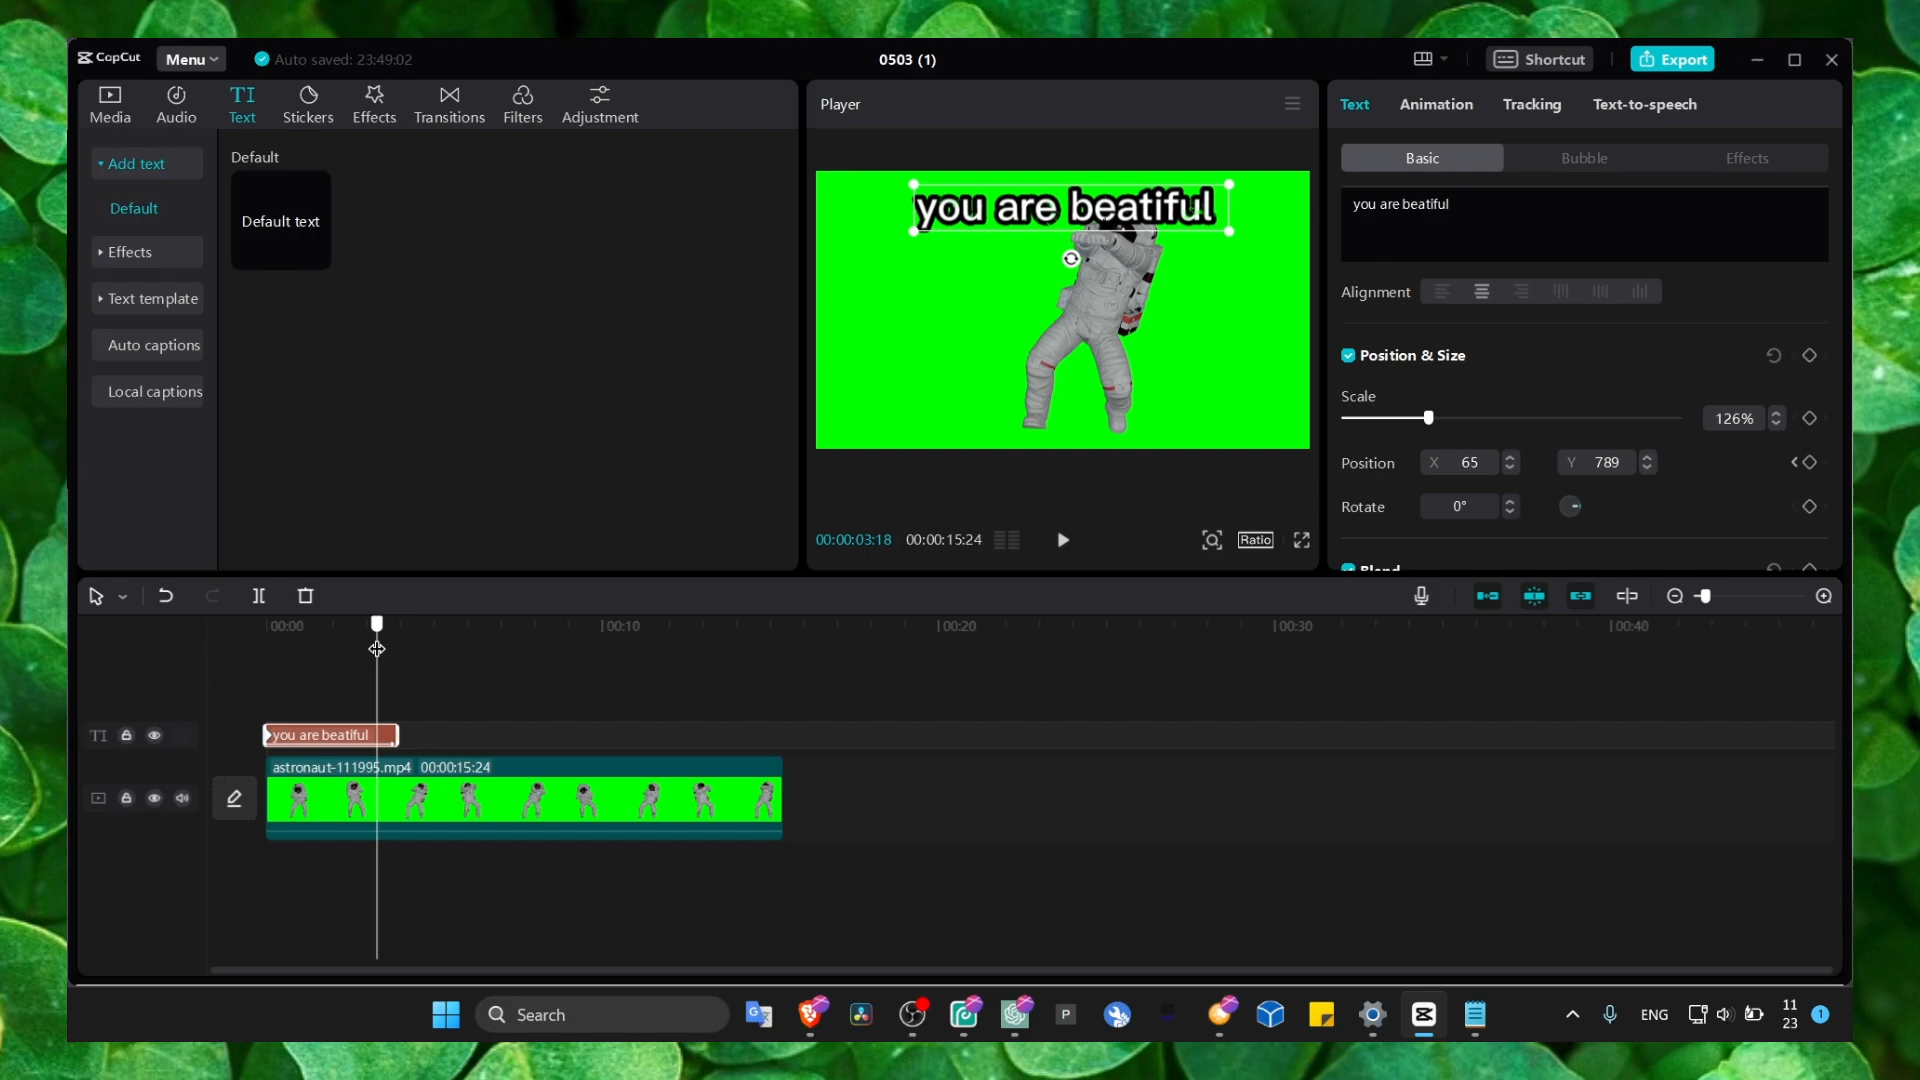 CapCut
Menu
Auto saved: 23:49:02
0503 (1)
Shortcut
Export
Media
Audio
TI
Text
Stickers
Effects
Transitions
Filters
Adjustment
Add text
Default
Effects
Text template
Auto captions
Local captions
Default
Default text
Player
you are beatiful
00:00:03:18
00:00:15:24
Ratio
Text
Animation
Tracking
Text-to-speech
Basic
Bubble
Effects
you are beatiful
Alignment
Position & Size
Scale
126%
Position
X 65
Y 789
Rotate
0°
Blend
00:00
00:10
00:20
00:30
00:40
TI
you are beatiful
astronaut-111995.mp4 00:00:15:24
Search
P
ENG
11
23
1